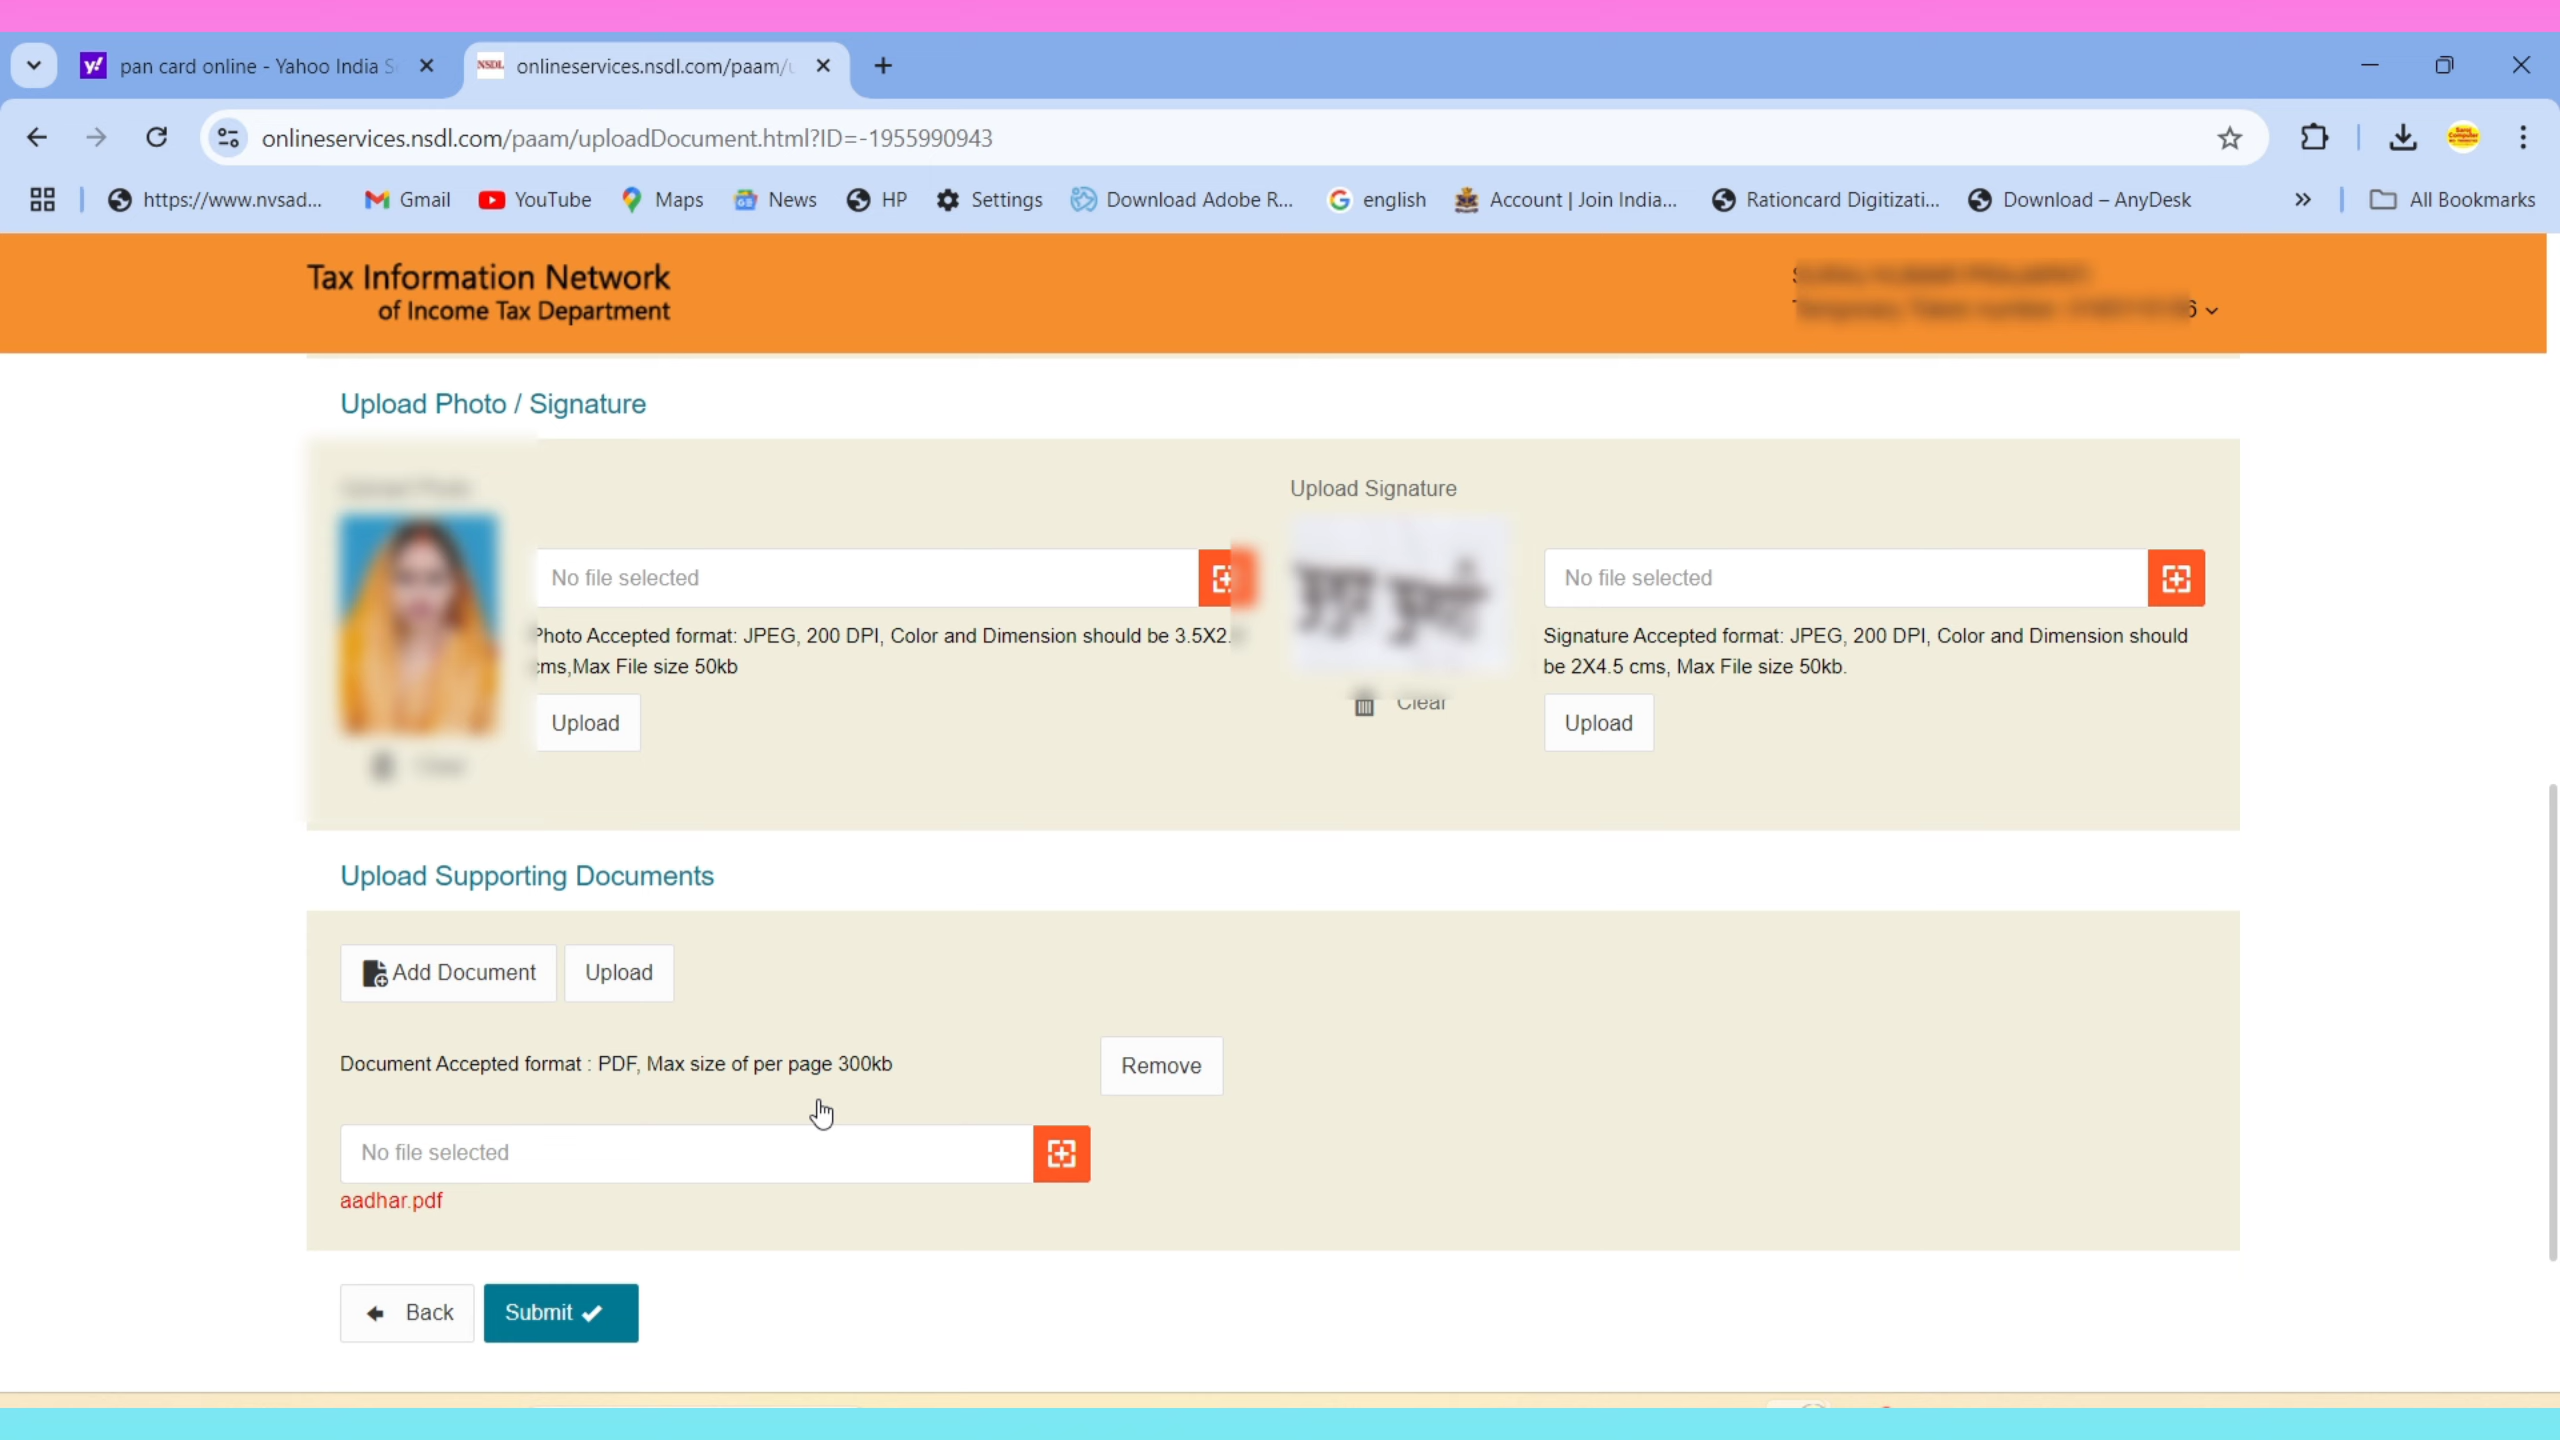 pan card online - Yahoo India S
NSDL onlineservices.nsdl.com/paam/
onlineservices.nsdl.com/paam/uploadDocument.html?ID=-1955990943
https://www.nvsad... Gmail YouTube Maps News HP Settings Download Adobe R... english Account | Join India... Rationcard Digitizati... Download – AnyDesk » All Bookmarks
Tax Information Network
of Income Tax Department
6
Upload Photo / Signature
Upload Signature
No file selected
Photo Accepted format: JPEG, 200 DPI, Color and Dimension should be 3.5X2.
cms,Max File size 50kb
Upload
Clear
No file selected
Signature Accepted format: JPEG, 200 DPI, Color and Dimension should
be 2X4.5 cms, Max File size 50kb.
Upload
Upload Supporting Documents
Add Document Upload
Document Accepted format : PDF, Max size of per page 300kb
Remove
No file selected
aadhar.pdf
Back Submit